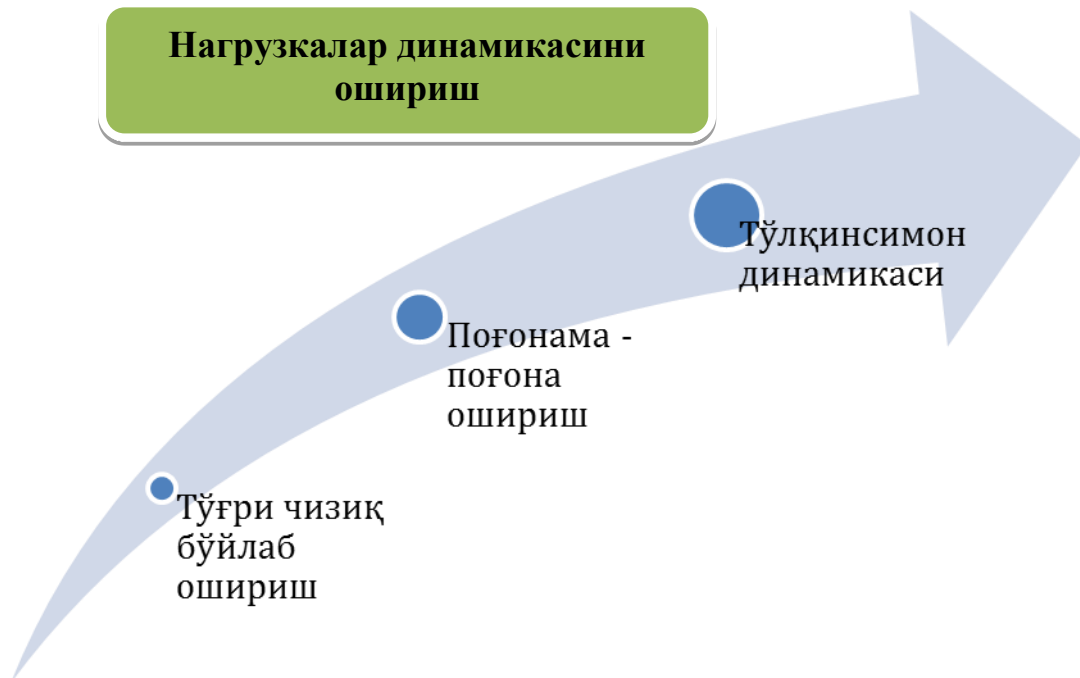 Нагрузкалар динамикасини
ошириш
Тўлқинсимон
динамикаси
Поғонама -
поғона
ошириш
Тўғри чизиқ
бўйлаб
ошириш